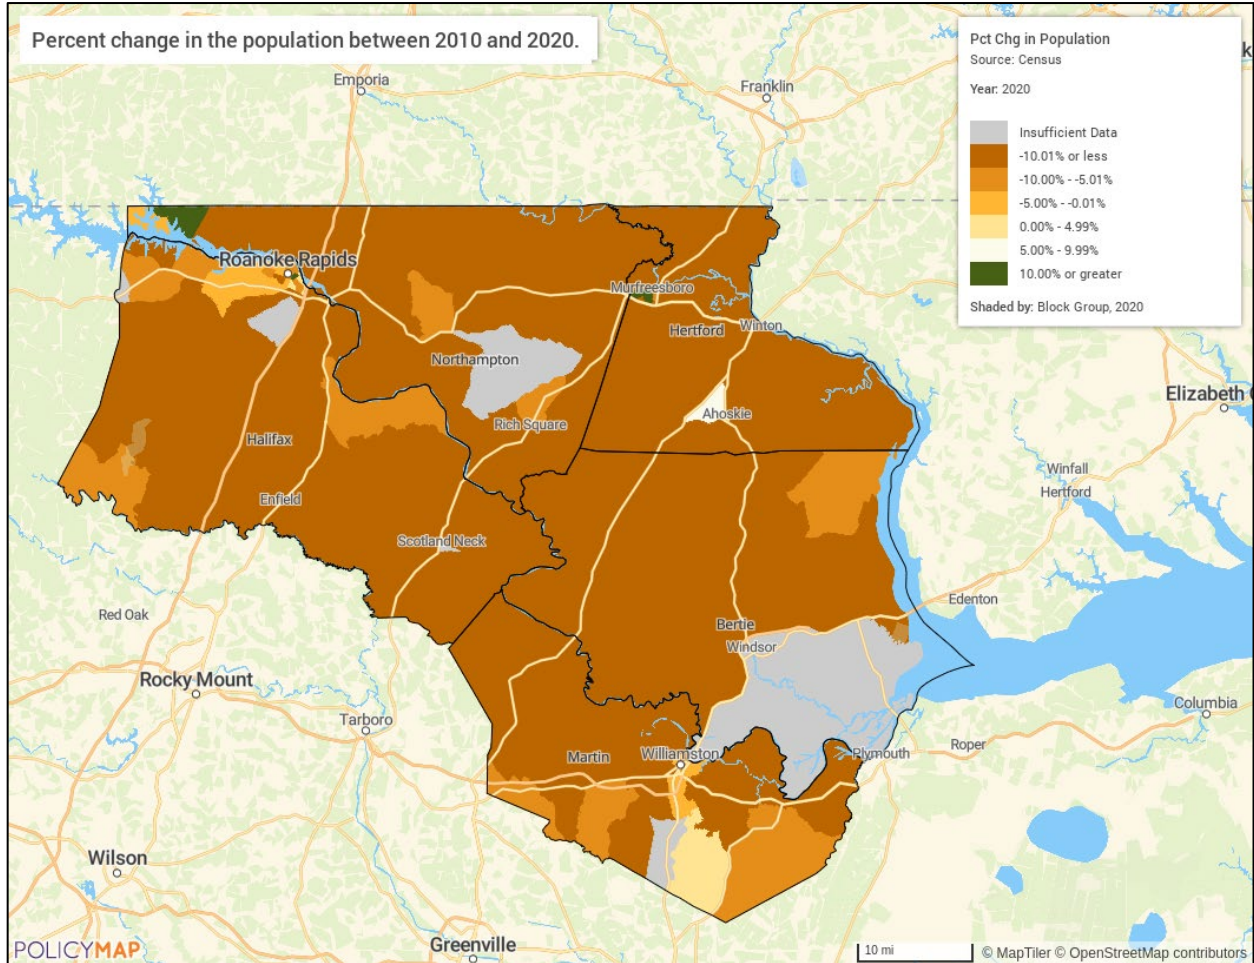 Percent change in the population between 2010 and 2020.
Pct Chg in Population
Source: Census
Year: 2020
Insufficient Data
-10.01% or less
-10.00% - -5.01%
-5.00% - -0.01%
0.00% - 4.99%
5.00% - 9.99%
10.00% or greater
Shaded by: Block Group, 2020
Emporia
Franklin
Roanoke Rapids
Murfreesboro
Hertford
Winton
Northampton
Elizabeth
Rich Square
Ahoskie
Halifax
Winfall
Hertford
Enfield
Scotland Neck
Edenton
Red Oak
Bertie
Windsor
Rocky Mount
Columbia
Tarboro
Roper
Martin
Williamston
Plymouth
Wilson
Greenville
POLICYMAP
10 mi
© MapTiler © OpenStreetMap contributors